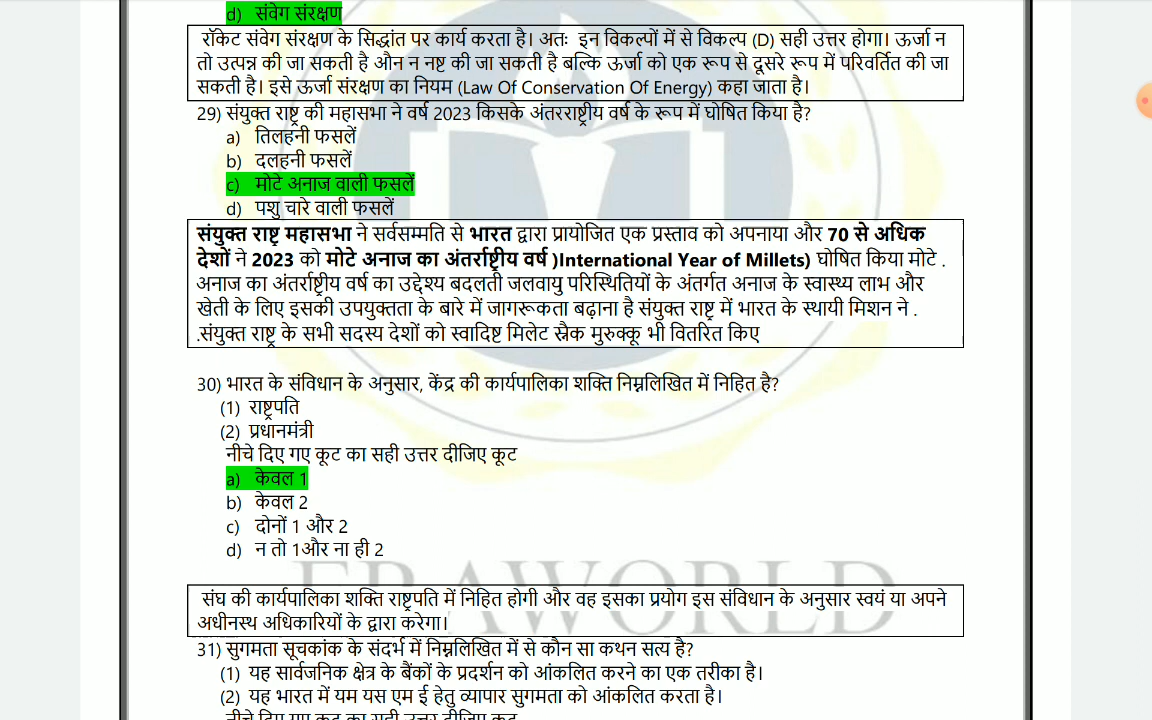 d) संवेग संरक्षण
रॉकेट संवेग संरक्षण के सिद्धांत पर कार्य करता है। अतः इन विकल्पों में से विकल्प (D) सही उत्तर होगा। ऊर्जा न
तो उत्पन्न की जा सकती है औन न नष्ट की जा सकती है बल्कि ऊर्जा को एक रूप से दूसरे रूप में परिवर्तित की जा
सकती है। इसे ऊर्जा संरक्षण का नियम (Law Of Conservation Of Energy) कहा जाता है।
29) संयुक्त राष्ट्र की महासभा ने वर्ष 2023 किसके अंतरराष्ट्रीय वर्ष के रूप में घोषित किया है?
a) तिलहनी फसलें
b) दलहनी फसलें
c) मोटे अनाज वाली फसलें
d) पशु चारे वाली फसलें
संयुक्त राष्ट्र महासभा ने सर्वसम्मति से भारत द्वारा प्रायोजित एक प्रस्ताव को अपनाया और 70 से अधिक
देशों ने 2023 को मोटे अनाज का अंतर्राष्ट्रीय वर्ष )International Year of Millets) घोषित किया मोटे .
अनाज का अंतर्राष्ट्रीय वर्ष का उद्देश्य बदलती जलवायु परिस्थितियों के अंतर्गत अनाज के स्वास्थ्य लाभ और
खेती के लिए इसकी उपयुक्तता के बारे में जागरूकता बढ़ाना है संयुक्त राष्ट्र में भारत के स्थायी मिशन ने .
.संयुक्त राष्ट्र के सभी सदस्य देशों को स्वादिष्ट मिलेट स्नैक मुरुक्कू भी वितरित किए
30) भारत के संविधान के अनुसार, केंद्र की कार्यपालिका शक्ति निम्नलिखित में निहित है?
(1) राष्ट्रपति
(2) प्रधानमंत्री
नीचे दिए गए कूट का सही उत्तर दीजिए कूट
a) केवल 1
b) केवल 2
c) दोनों 1 और 2
d) न तो 1और ना ही 2
संघ की कार्यपालिका शक्ति राष्ट्रपति में निहित होगी और वह इसका प्रयोग इस संविधान के अनुसार स्वयं या अपने
अधीनस्थ अधिकारियों के द्वारा करेगा।
31) सुगमता सूचकांक के संदर्भ में निम्नलिखित में से कौन सा कथन सत्य है?
(1) यह सार्वजनिक क्षेत्र के बैंकों के प्रदर्शन को आंकलित करने का एक तरीका है।
(2) यह भारत में यम यस एम ई हेतु व्यापार सुगमता को आंकलित करता है।
नीचे दिए गए कूट का सही उत्तर दीजिए कूट